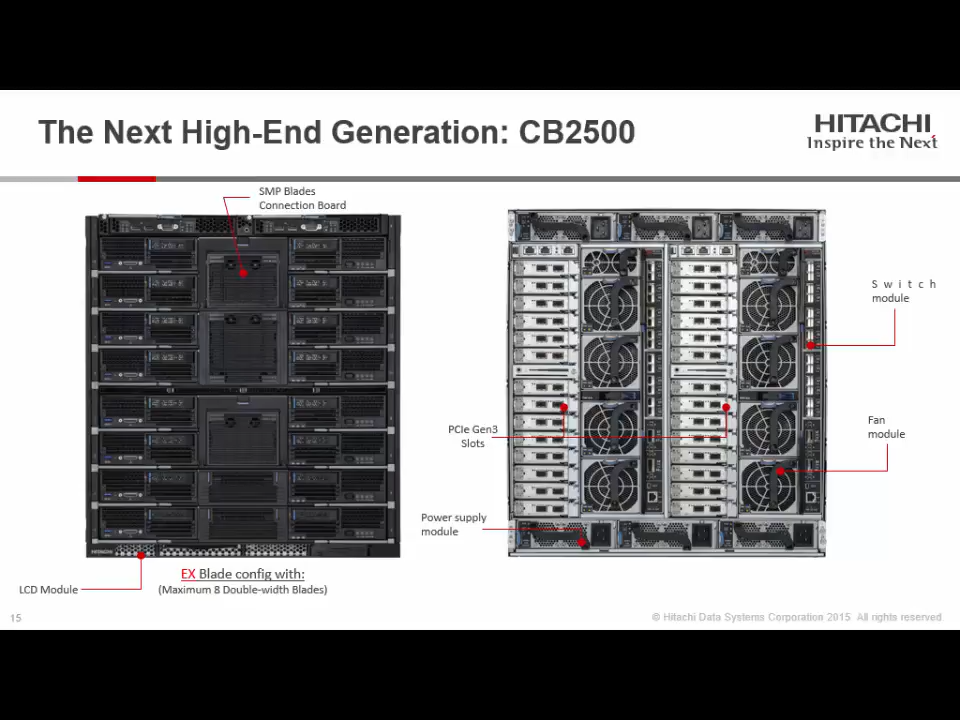 The Next High-End Generation: CB2500
HITACHI
Inspire the Next
SMP Blades
Connection Board
Switch
module
Fan
module
PCIe Gen3
Slots
Power supply
module
HITACHI
LCD Module
EX Blade config with:
(Maximum 8 Double-width Blades)
15
© Hitachi Data Systems Corporation 2015 All rights reserved